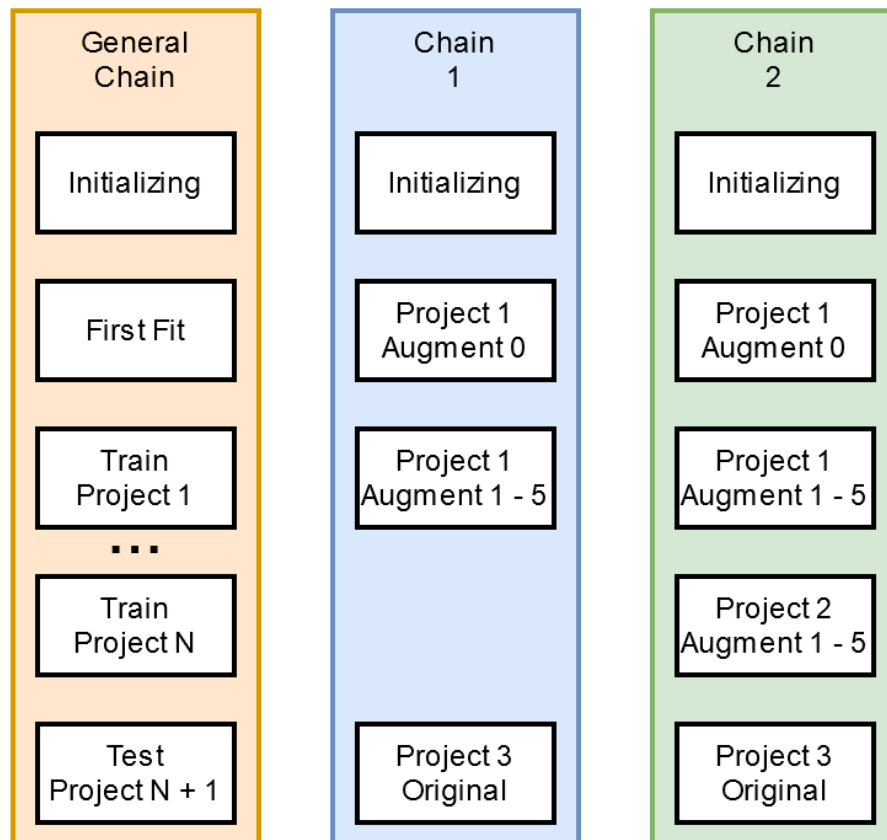 General
Chain
Initializing
First Fit
Train
Project 1
...
Train
Project N
Test
Project N + 1
Chain
1
Initializing
Project 1
Augment 0
Project 1
Augment 1 - 5
Project 3
Original
Chain
2
Initializing
Project 1
Augment 0
Project 1
Augment 1 - 5
Project 2
Augment 1 - 5
Project 3
Original